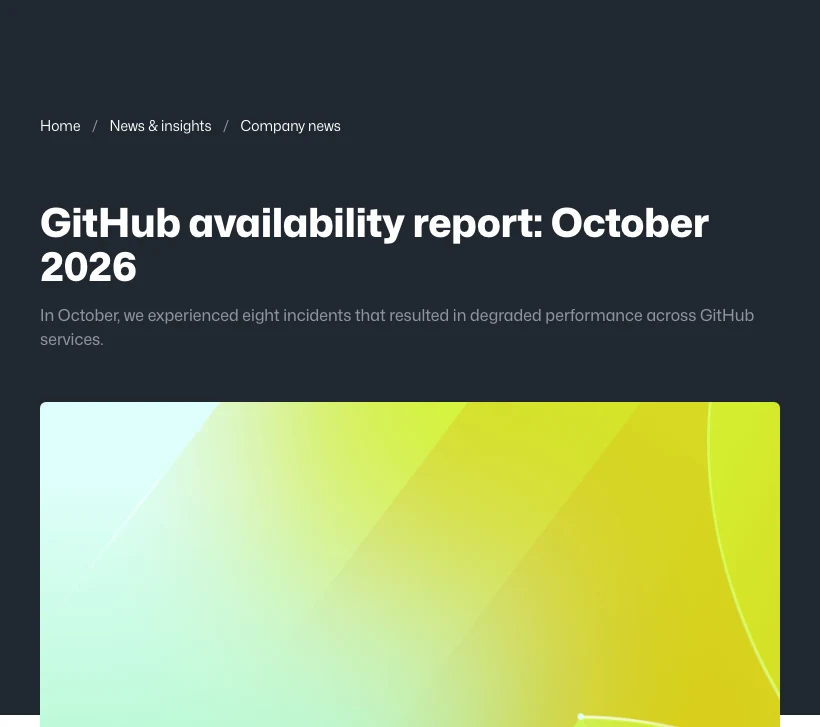 Home / News & insights / Company news
GitHub availability report: October
2026
In October, we experienced eight incidents that resulted in degraded performance across GitHub
services.